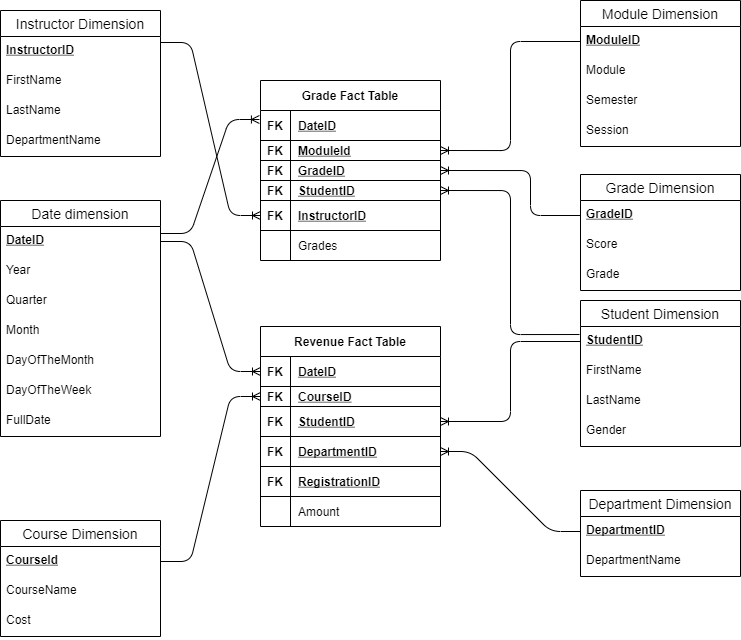 Instructor Dimension
InstructorID
FirstName
LastName
DepartmentName
Date dimension
DateID
Year
Quarter
Month
DayOfTheMonth
DayOfTheWeek
FullDate
Course Dimension
CourseId
CourseName
Cost
Grade Fact Table
FK DateID
FK ModuleId
FK GradeID
FK StudentID
FK InstructorID
Grades
Revenue Fact Table
FK DateID
FK CourseID
FK StudentID
FK DepartmentID
FK RegistrationID
Amount
Module Dimension
ModuleID
Module
Semester
Session
Grade Dimension
GradeID
Score
Grade
Student Dimension
StudentID
FirstName
LastName
Gender
Department Dimension
DepartmentID
DepartmentName